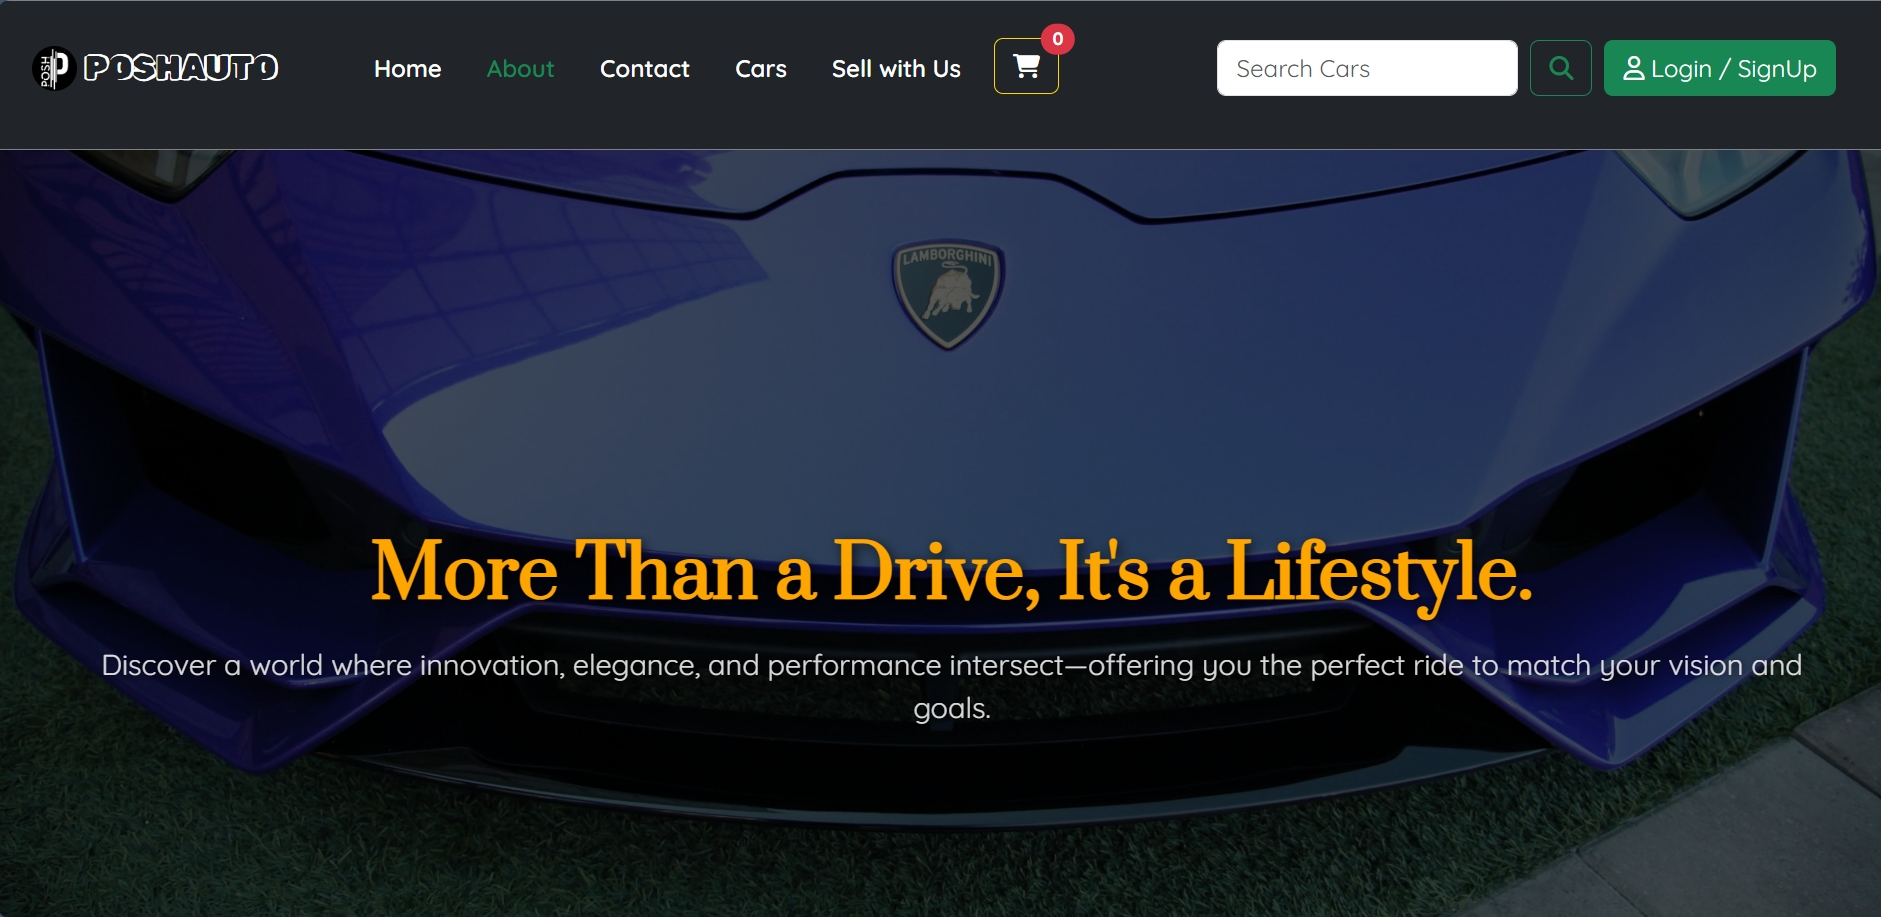 POSH
POSHAUTO
Home
About
Contact
Cars
Sell with Us
0
Search Cars
Login / SignUp
LAMBORGHINI
More Than a Drive, It's a Lifestyle.
Discover a world where innovation, elegance, and performance intersect—offering you the perfect ride to match your vision and
goals.